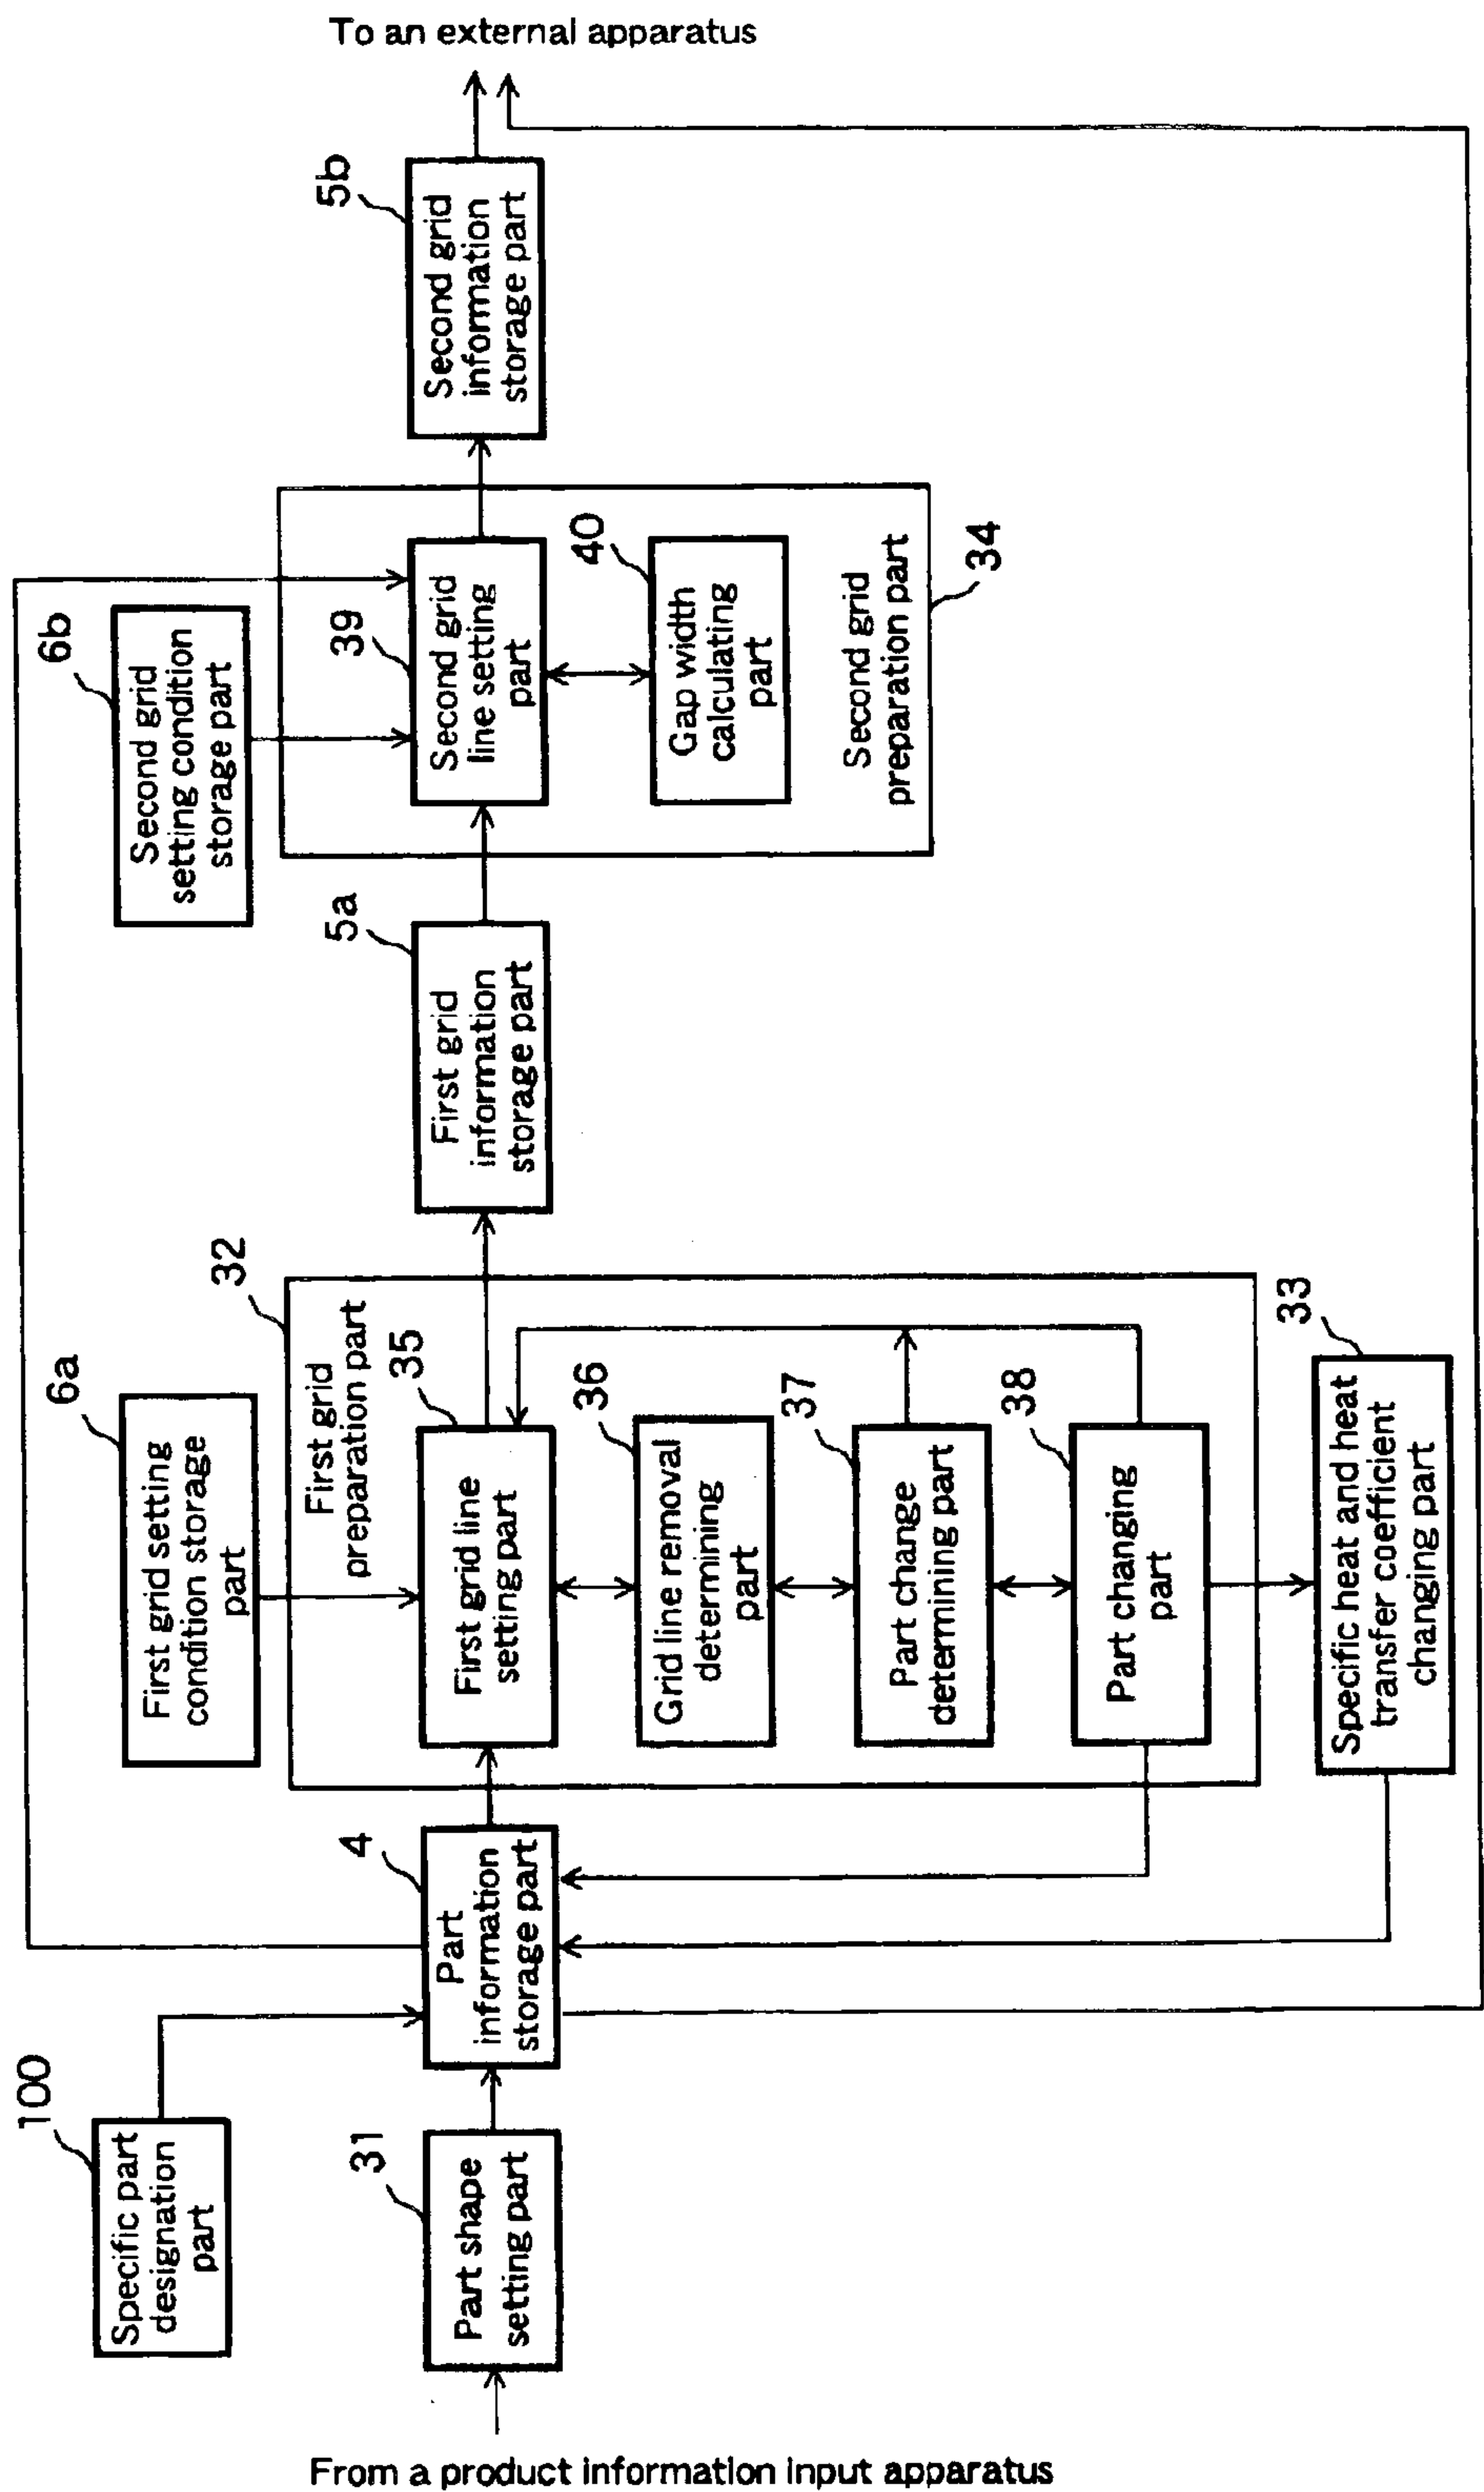 To an external apparatus
5b
Second grid
information
storage part
6b
Second grid
setting condition
storage part
39
Second grid
line setting
part
40
Gap width
calculating
part
Second grid
preparation part
34
5a
First grid
information
storage part
6a
First grid setting
condition storage
part
32
First grid
preparation part
35
First grid line
setting part
36
Grid line removal
determining
part
37
Part change
determining part
38
Part changing
part
33
Specific heat and heat
transfer coefficient
changing part
4
Part
information
storage part
100
Specific part
designation
part
31
Part shape
setting part
From a product information input apparatus